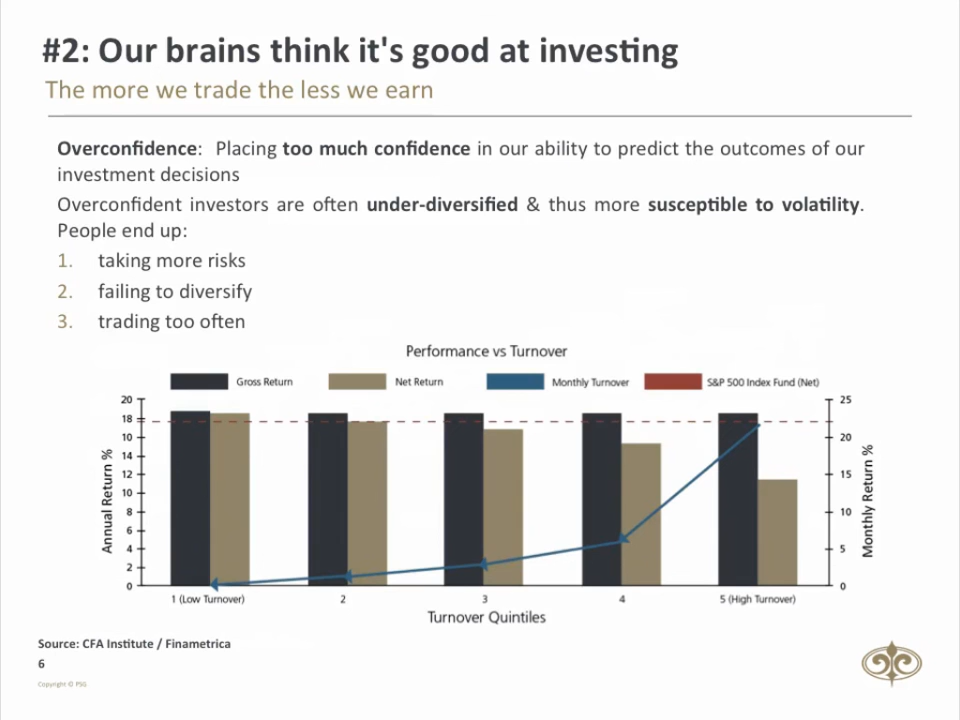 #2: Our brains think it's good at investing
The more we trade the less we earn
Overconfidence: Placing too much confidence in our ability to predict the outcomes of our
investment decisions
Overconfident investors are often under-diversified & thus more susceptible to volatility.
People end up:
1. taking more risks
2. failing to diversify
3. trading too often
Performance vs Turnover
Gross Return Net Return Monthly Turnover S&P 500 Index Fund (Net)
20 25
18
10 20
14
12 15
10
8 10
6
4 5
2
0 0
Annual Return %
Monthly Return %
1 (Low Turnover) 2 3 4 5 (High Turnover)
Turnover Quintiles
Source: CFA Institute / Finametrica
6
Copyright © PSG